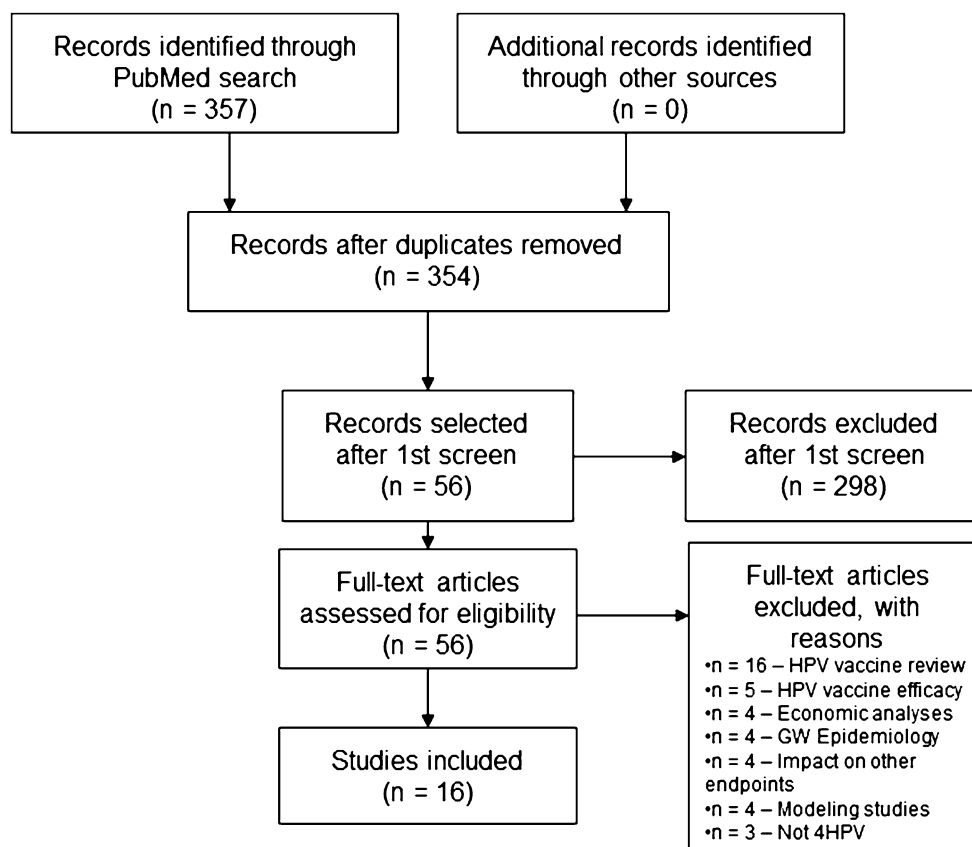 Records identified through
PubMed search
(n = 357)
Additional records identified
through other sources
(n = 0)
Records after duplicates removed
(n = 354)
Records selected
after 1st screen
(n = 56)
Records excluded
after 1st screen
(n = 298)
Full-text articles
assessed for eligibility
(n = 56)
Full-text articles
excluded, with
reasons
•n = 16 – HPV vaccine review
•n = 5 – HPV vaccine efficacy
•n = 4 – Economic analyses
•n = 4 – GW Epidemiology
•n = 4 – Impact on other
endpoints
•n = 4 – Modeling studies
•n = 3 – Not 4HPV
Studies included
(n = 16)